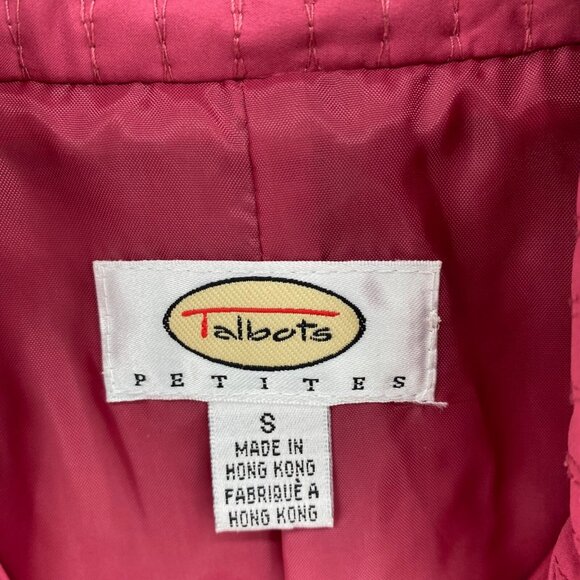 Talbots
PETITES
S
MADE IN
HONG KONG
FABRIQUÈ A
HONG KONG